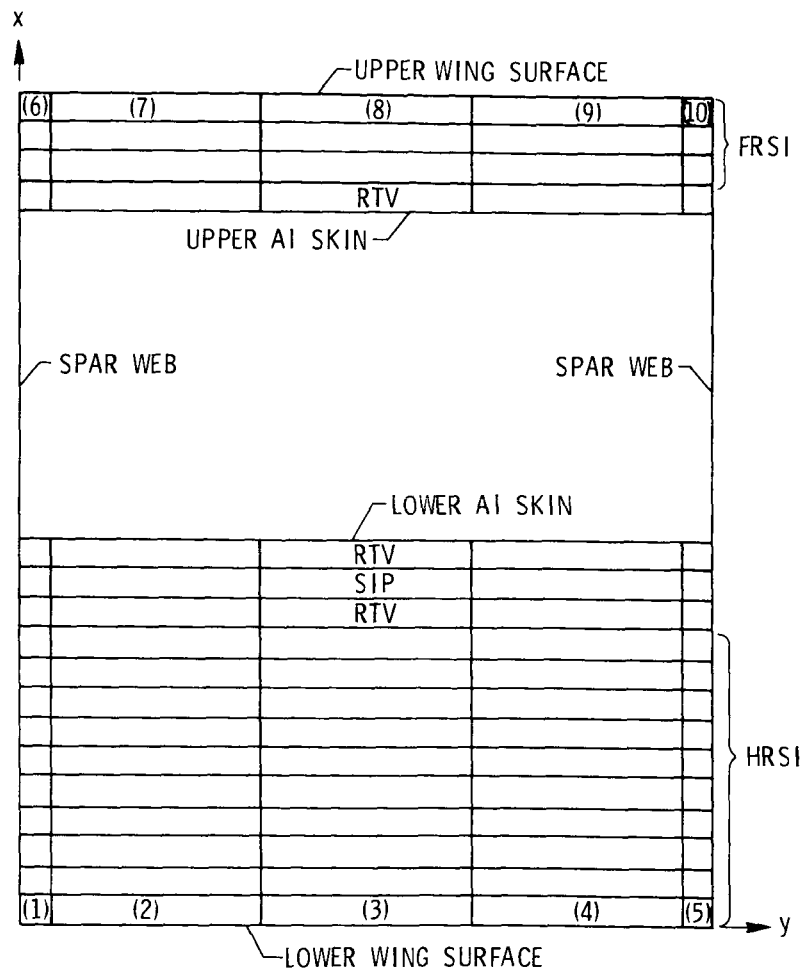 x
UPPER WING SURFACE
(6) (7) (8) (9) 10
FRSI
RTV
UPPER Al SKIN
SPAR WEB SPAR WEB
LOWER Al SKIN
RTV
SIP
RTV
HRSI
(1) (2) (3) (4) (5)
y
LOWER WING SURFACE